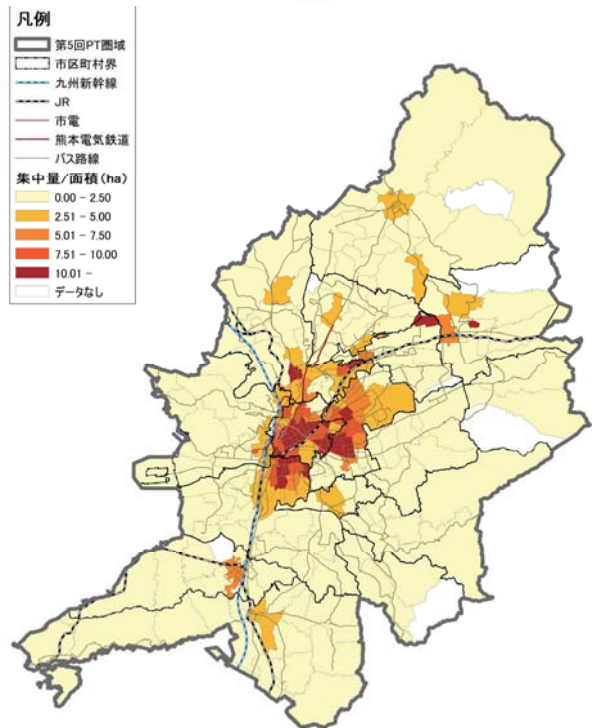 凡例
第5回PT圏域
市区町村界
九州新幹線
JR
市電
熊本電気鉄道
バス路線
集中量/面積(ha)
0.00 - 2.50
2.51 - 5.00
5.01 - 7.50
7.51 - 10.00
10.01 -
データなし